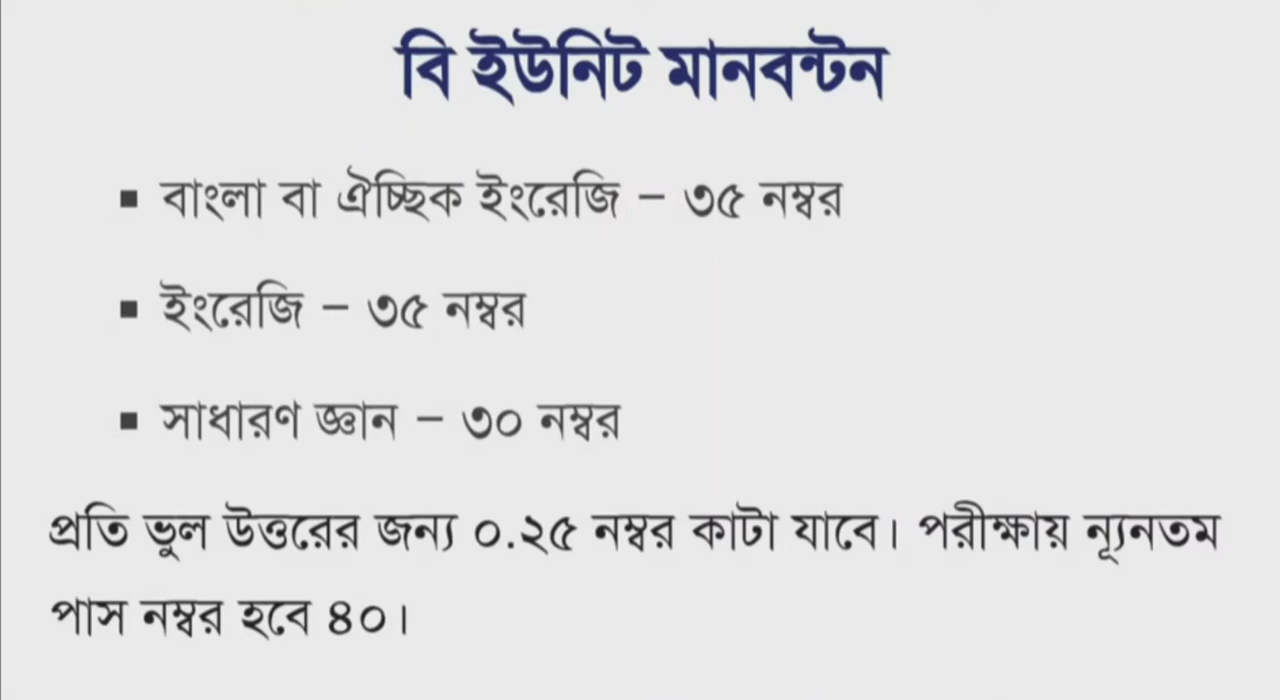 বি ইউনিট মানবন্টন
▪ বাংলা বা ঐচ্ছিক ইংরেজি – ৩৫ নম্বর
▪ ইংরেজি – ৩৫ নম্বর
▪ সাধারণ জ্ঞান – ৩০ নম্বর
প্রতি ভুল উত্তরের জন্য ০.২৫ নম্বর কাটা যাবে। পরীক্ষায় ন্যূনতম
পাস নম্বর হবে ৪০।